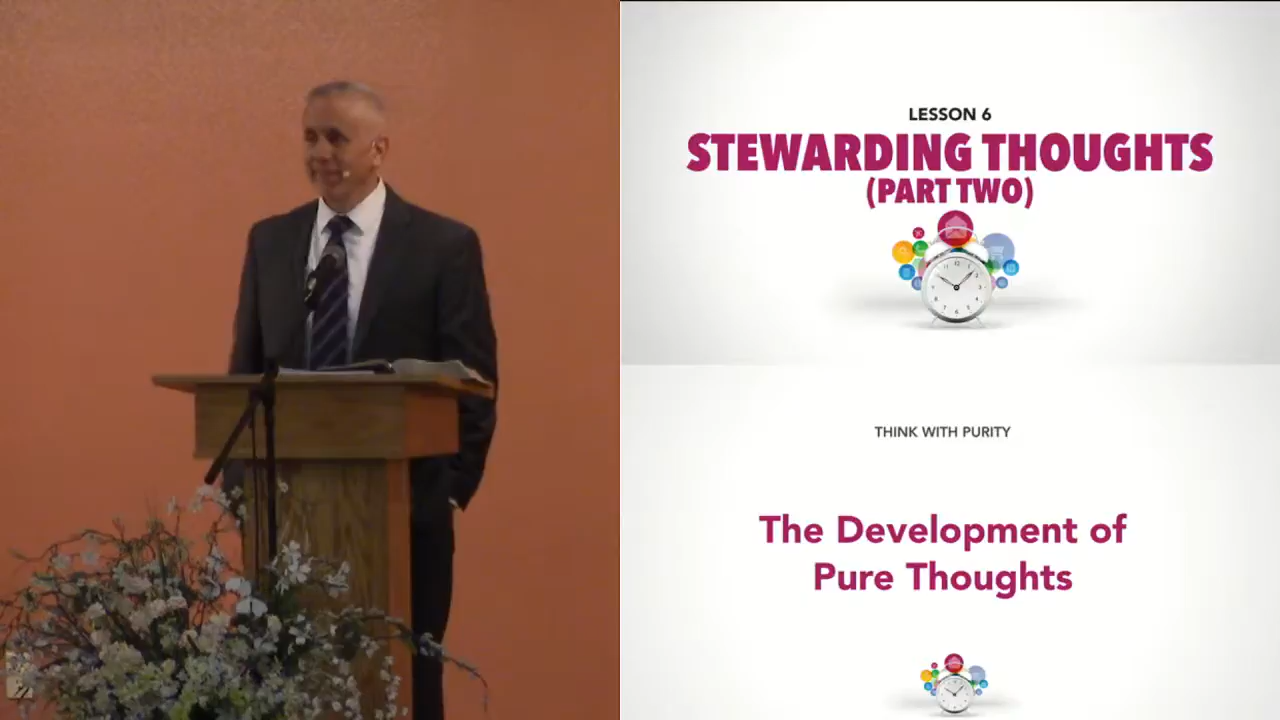 LESSON 6
STEWARDING THOUGHTS
(PART TWO)
THINK WITH PURITY
The Development of
Pure Thoughts